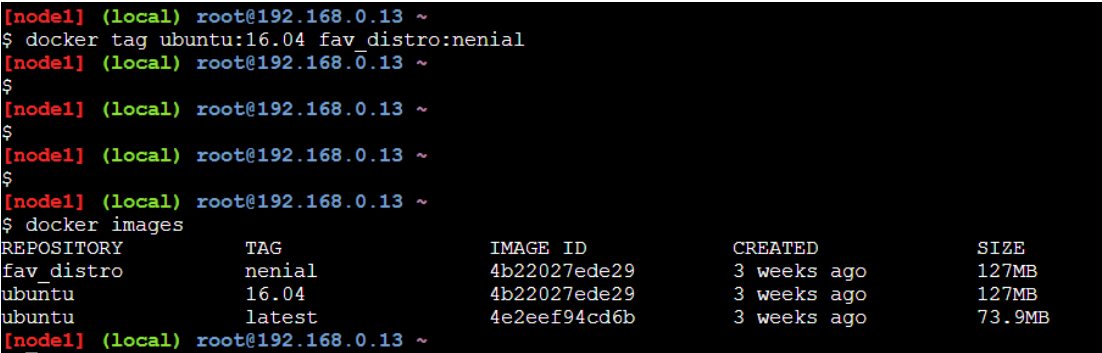 [node1] (local) root@192.168.0.13 ~
$ docker tag ubuntu:16.04 fav_distro:nenial
[node1] (local) root@192.168.0.13 ~
$
[node1] (local) root@192.168.0.13 ~
$
[node1] (local) root@192.168.0.13 ~
$
[node1] (local) root@192.168.0.13 ~
$ docker images
REPOSITORY TAG IMAGE ID CREATED SIZE
fav_distro nenial 4b22027ede29 3 weeks ago 127MB
ubuntu 16.04 4b22027ede29 3 weeks ago 127MB
ubuntu latest 4e2eef94cd6b 3 weeks ago 73.9MB
[node1] (local) root@192.168.0.13 ~